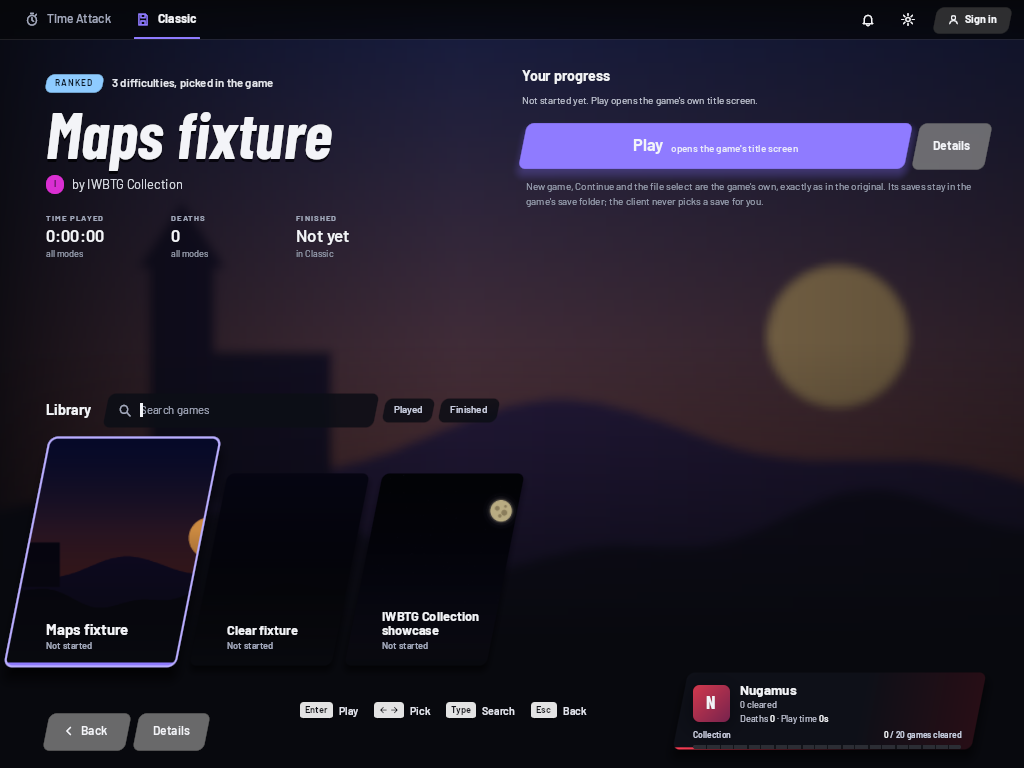 Time Attack
Classic
Sign in
RANKED
3 difficulties, picked in the game
Maps fixture
I
by IWBTG Collection
TIME PLAYED
DEATHS
FINISHED
0:00:00
0
Not yet
all modes
all modes
in Classic
Your progress
Not started yet. Play opens the game's own title screen.
Play opens the game's title screen
Details
New game, Continue and the file select are the game's own, exactly as in the original. Its saves stay in the
game's save folder; the client never picks a save for you.
Library
Search games
Played
Finished
Maps fixture
Not started
Clear fixture
Not started
IWBTG Collection
showcase
Not started
Back
Details
Enter Play
← → Pick
Type Search
Esc Back
N
Nugamus
0 cleared
Deaths 0 · Play time 0s
Collection
0 / 20 games cleared